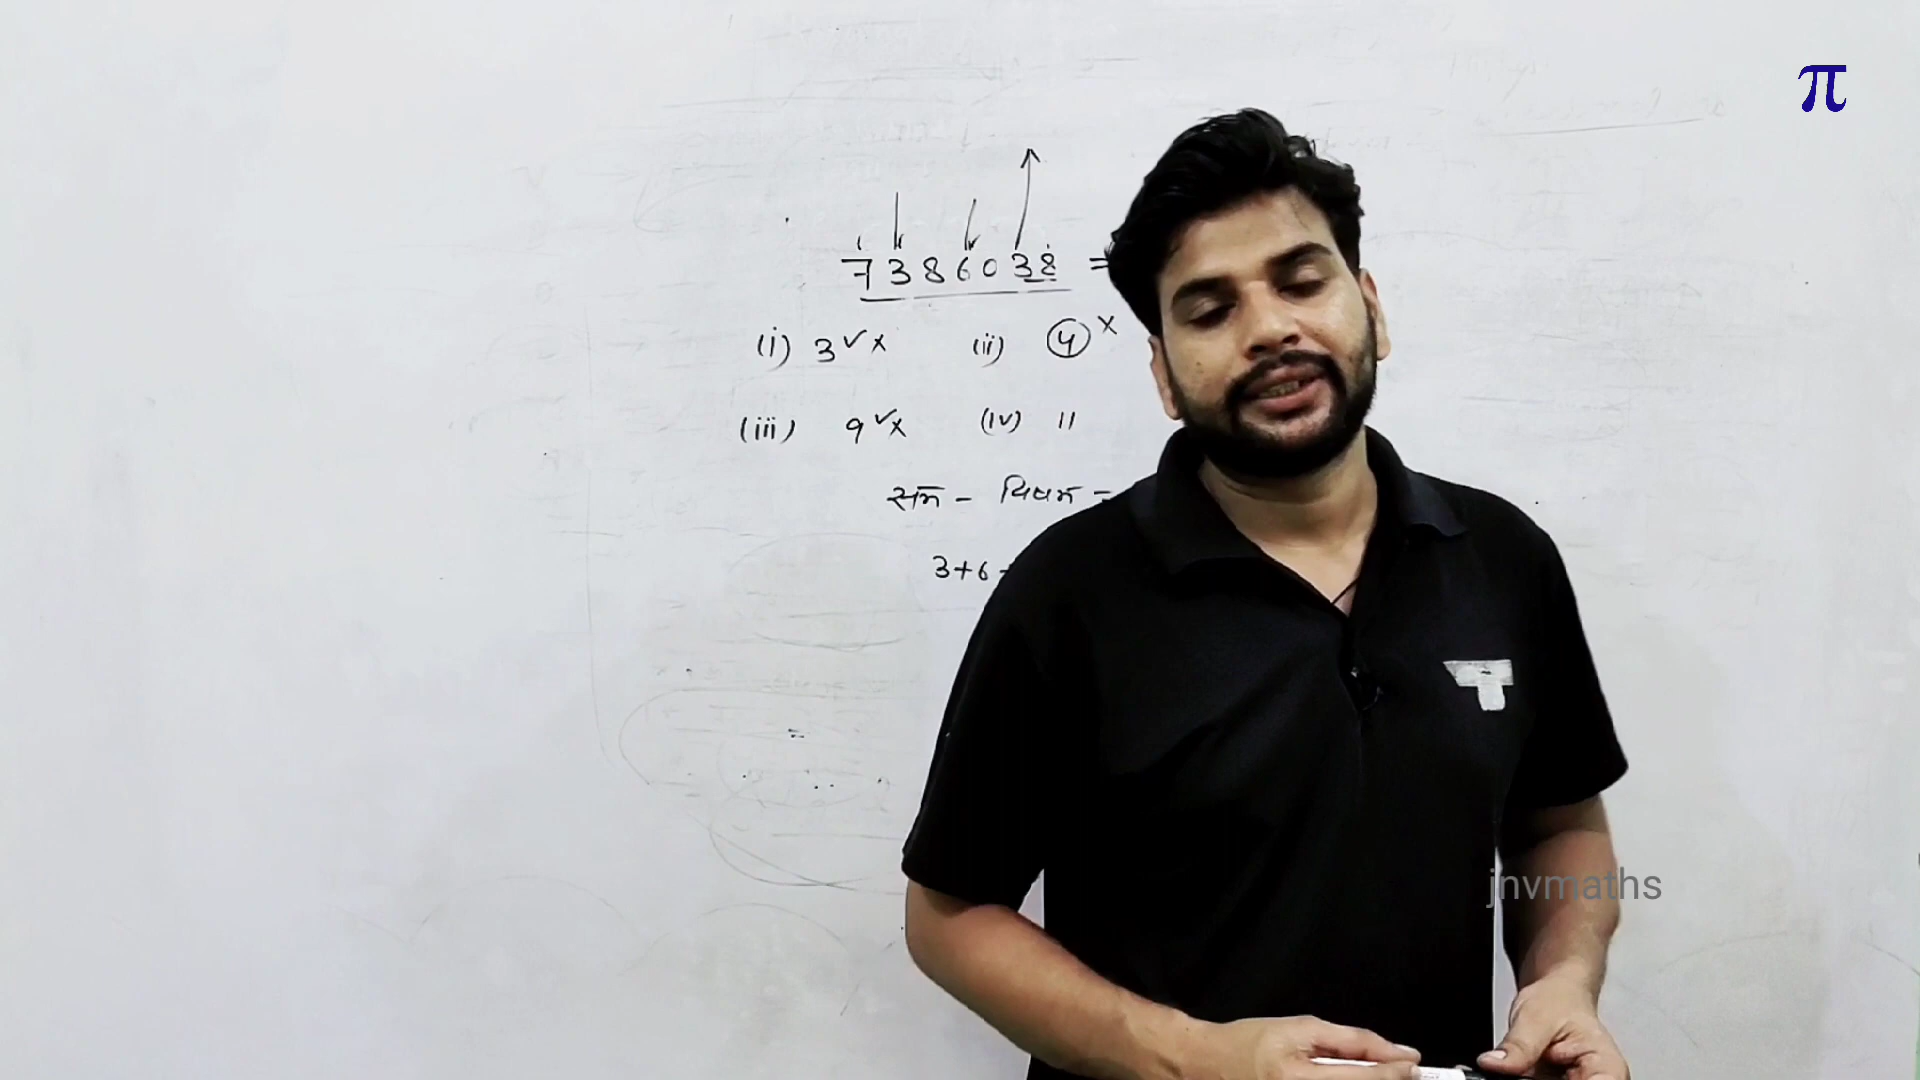 π
7386038 =
(i) 3 ✓ x (ii) 4 x
(iii) 9 ✓ x (iv) 11
सम - विषम =
3+6
jnvmaths